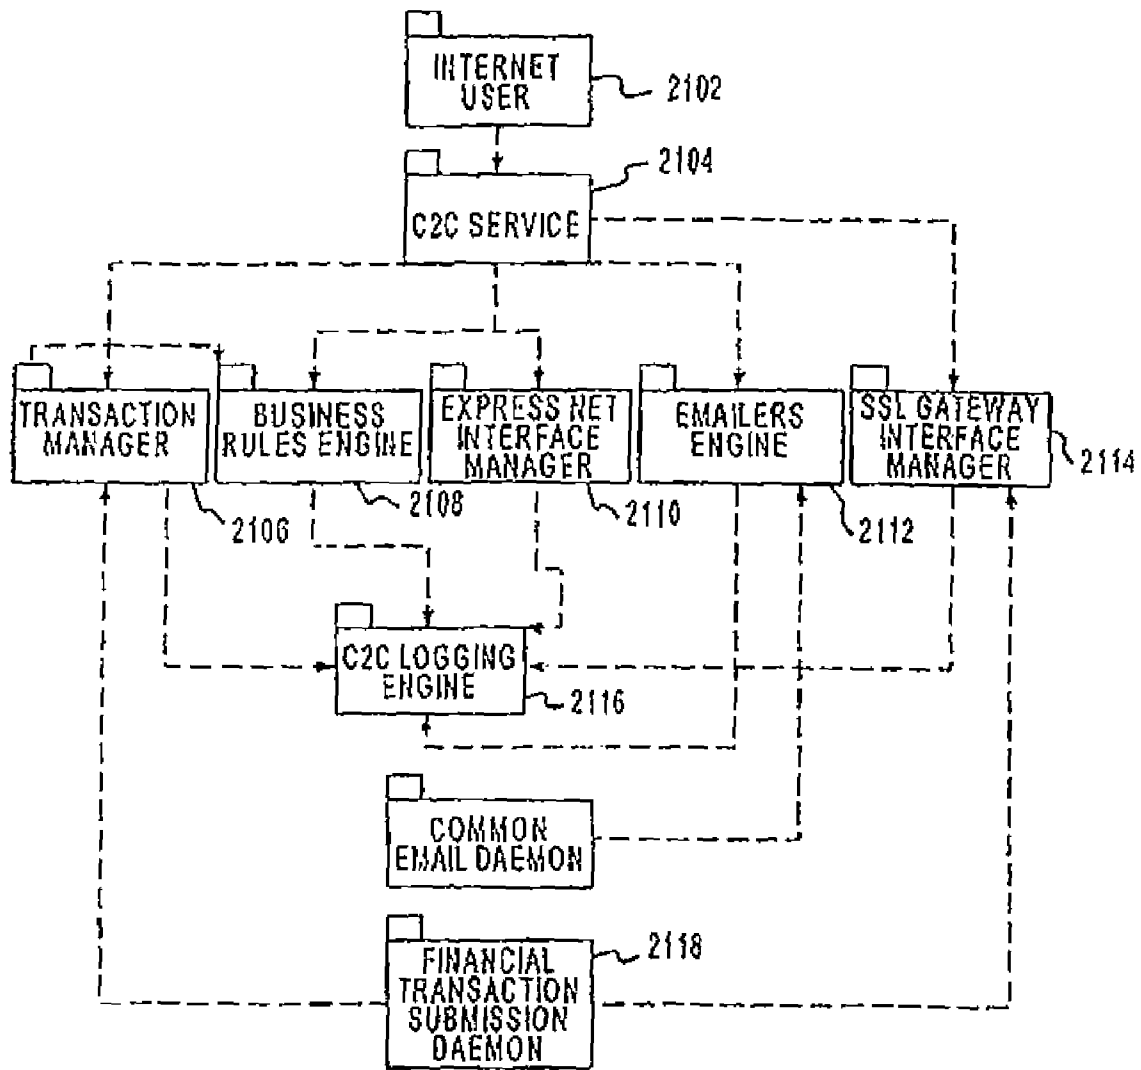 INTERNET
USER
2102
2104
C2C SERVICE
TRANSACTION
MANAGER
2106
BUSINESS
RULES ENGINE
2108
EXPRESS NET
INTERFACE
MANAGER
2110
EMAILERS
ENGINE
2112
SSL GATEWAY
INTERFACE
MANAGER
2114
C2C LOGGING
ENGINE
2116
COMMON
EMAIL DAEMON
2118
FINANCIAL
TRANSACTION
SUBMISSION
DAEMON